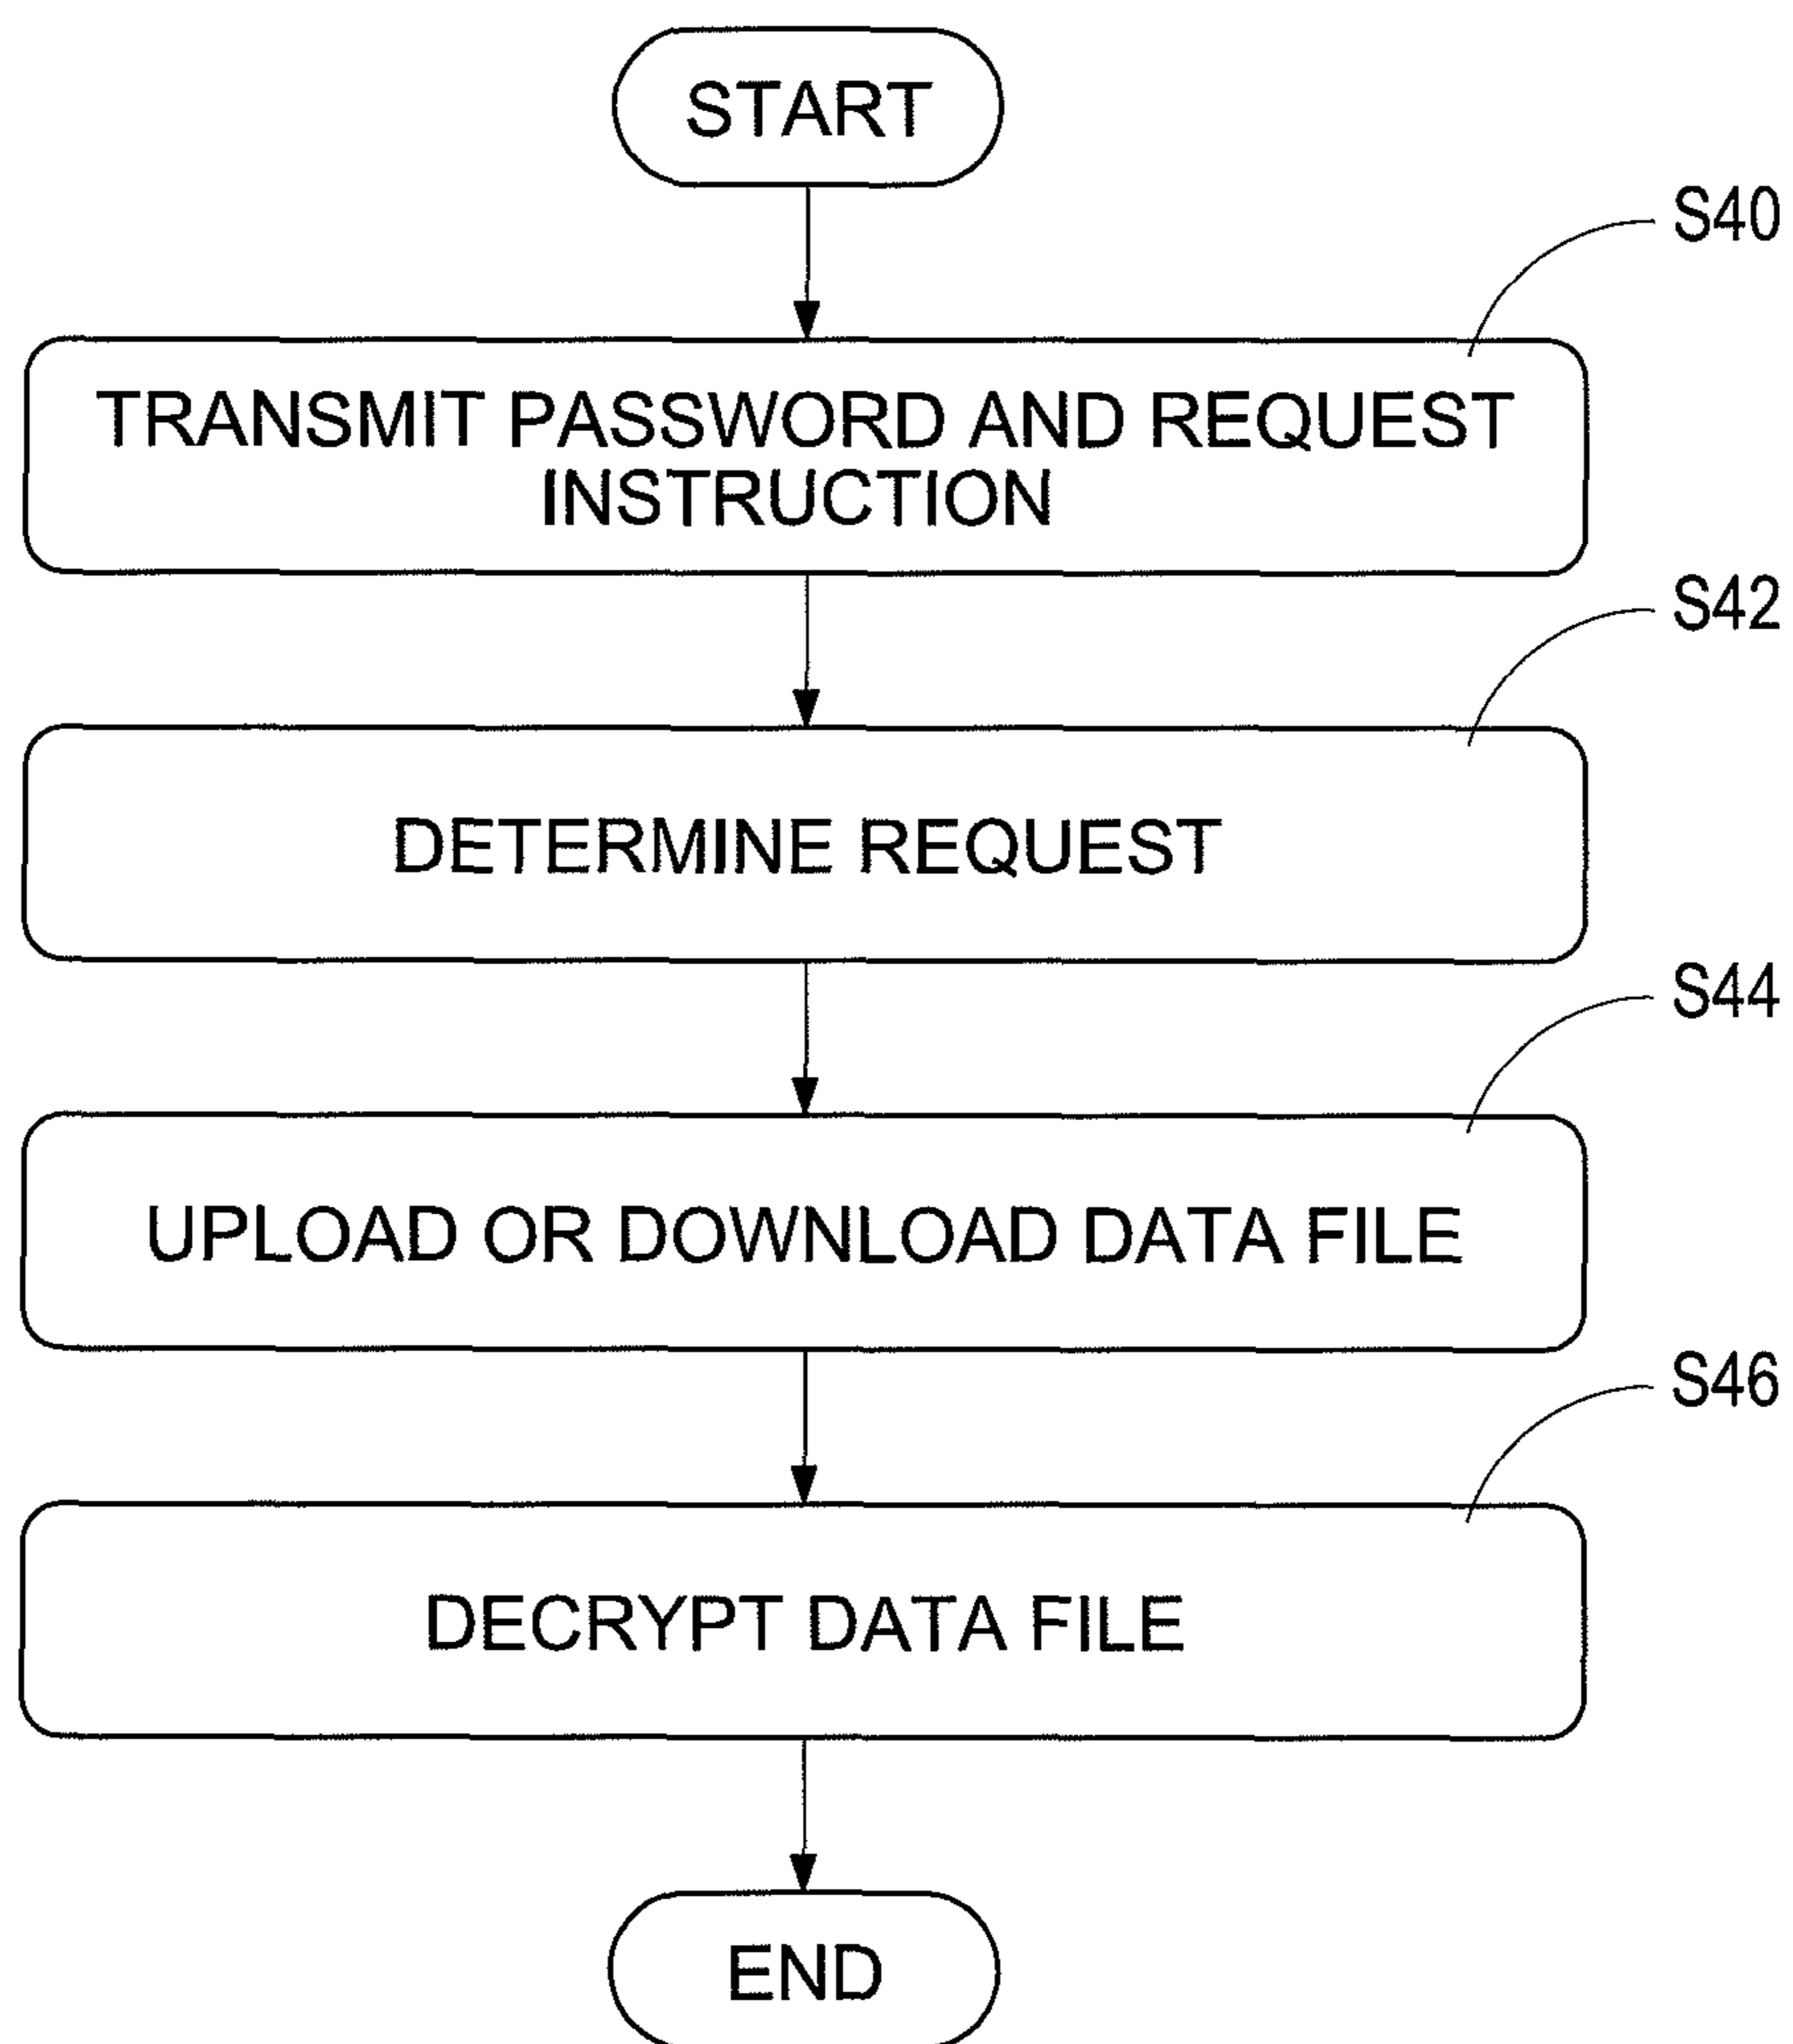 START
S40
TRANSMIT PASSWORD AND REQUEST
INSTRUCTION
S42
DETERMINE REQUEST
S44
UPLOAD OR DOWNLOAD DATA FILE
S46
DECRYPT DATA FILE
END